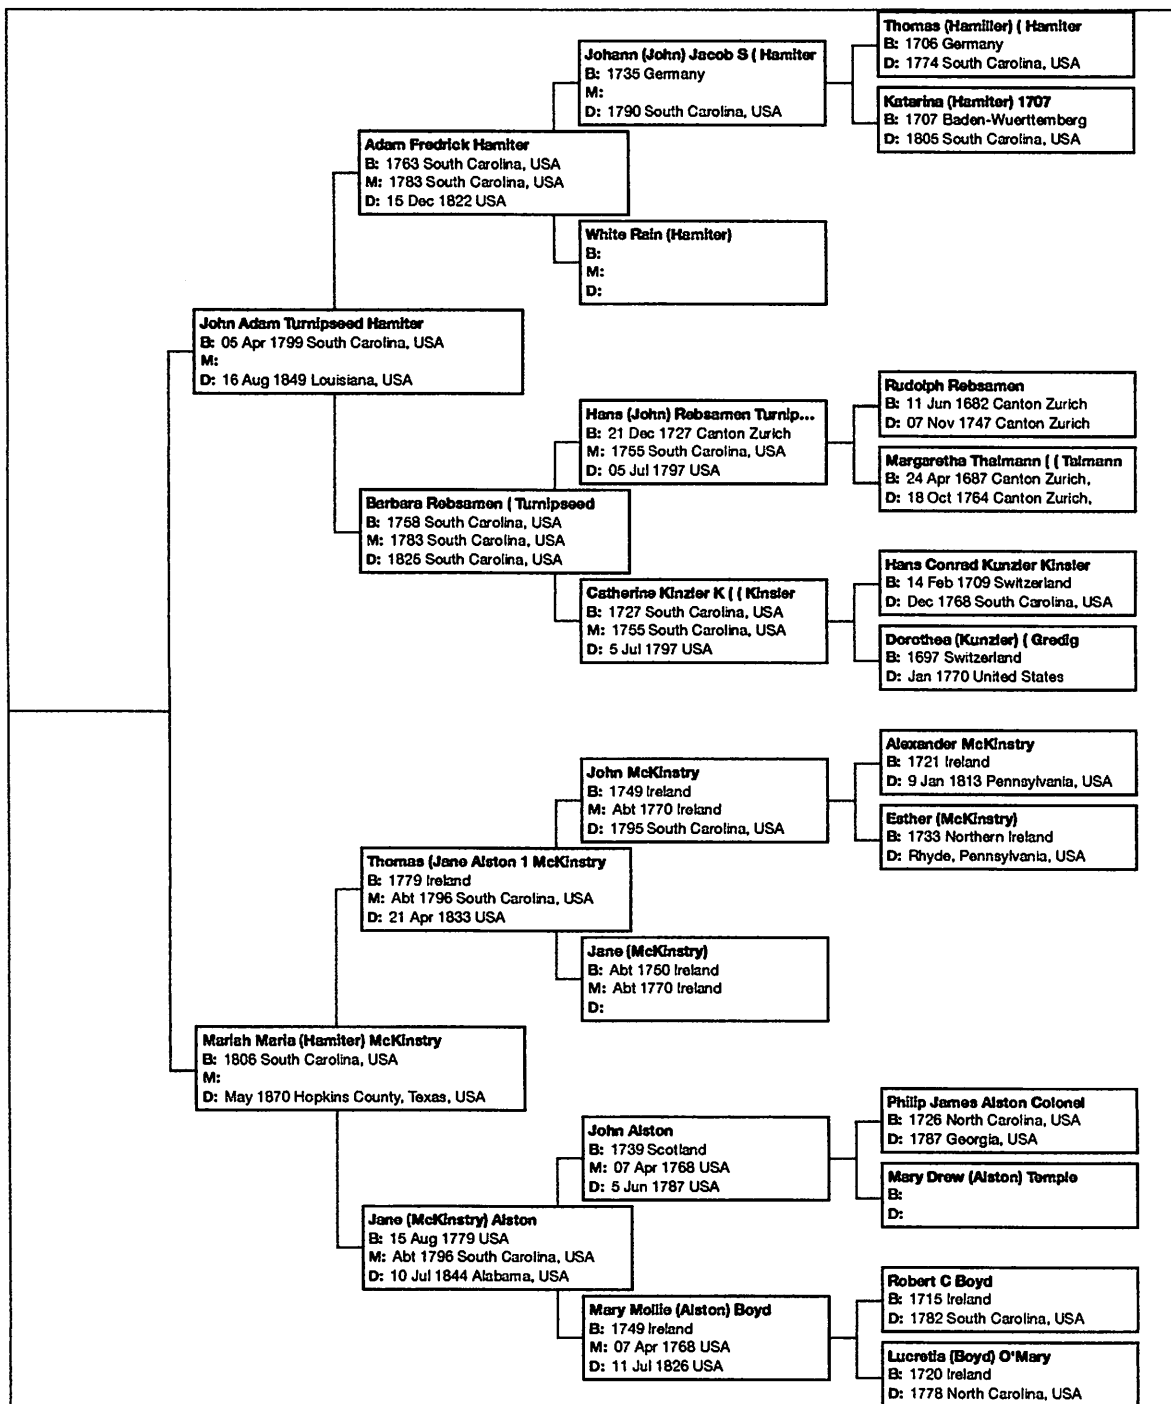 Thomas (Hamiller) ( Hamiter
B: 1706 Germany
D: 1774 South Carolina, USA
Johann (John) Jacob S ( Hamiter
B: 1735 Germany
M:
D: 1790 South Carolina, USA
Katarina (Hamiter) 1707
B: 1707 Baden-Wuerttemberg
D: 1805 South Carolina, USA
Adam Fredrick Hamiter
B: 1763 South Carolina, USA
M: 1783 South Carolina, USA
D: 15 Dec 1822 USA
White Rain (Hamiter)
B:
M:
D:
John Adam Turnipseed Hamiter
B: 05 Apr 1799 South Carolina, USA
M:
D: 16 Aug 1849 Louisiana, USA
Rudolph Rebsamen
B: 11 Jun 1682 Canton Zurich
D: 07 Nov 1747 Canton Zurich
Hans (John) Rebsamen Turnip...
B: 21 Dec 1727 Canton Zurich
M: 1755 South Carolina, USA
D: 05 Jul 1797 USA
Margaretha Thalmann ( ( Talmann
B: 24 Apr 1687 Canton Zurich,
D: 18 Oct 1764 Canton Zurich,
Barbara Rebsamen ( Turnipseed
B: 1758 South Carolina, USA
M: 1783 South Carolina, USA
D: 1825 South Carolina, USA
Hans Conrad Kunzler Kinsler
B: 14 Feb 1709 Switzerland
D: Dec 1768 South Carolina, USA
Catherine Kinzler K ( ( Kinsler
B: 1727 South Carolina, USA
M: 1755 South Carolina, USA
D: 5 Jul 1797 USA
Dorothea (Kunzler) ( Gredig
B: 1697 Switzerland
D: Jan 1770 United States
Alexander McKinstry
B: 1721 Ireland
D: 9 Jan 1813 Pennsylvania, USA
John McKinstry
B: 1749 Ireland
M: Abt 1770 Ireland
D: 1795 South Carolina, USA
Esther (McKinstry)
B: 1733 Northern Ireland
D: Rhyde, Pennsylvania, USA
Thomas (Jane Alston 1 McKinstry
B: 1779 Ireland
M: Abt 1796 South Carolina, USA
D: 21 Apr 1833 USA
Jane (McKinstry)
B: Abt 1750 Ireland
M: Abt 1770 Ireland
D:
Mariah Maria (Hamiter) McKinstry
B: 1806 South Carolina, USA
M:
D: May 1870 Hopkins County, Texas, USA
Philip James Alston Colonel
B: 1726 North Carolina, USA
D: 1787 Georgia, USA
John Alston
B: 1739 Scotland
M: 07 Apr 1768 USA
D: 5 Jun 1787 USA
Mary Drew (Alston) Temple
B:
D:
Jane (McKinstry) Alston
B: 15 Aug 1779 USA
M: Abt 1796 South Carolina, USA
D: 10 Jul 1844 Alabama, USA
Robert C Boyd
B: 1715 Ireland
D: 1782 South Carolina, USA
Mary Mollie (Alston) Boyd
B: 1749 Ireland
M: 07 Apr 1768 USA
D: 11 Jul 1826 USA
Lucretia (Boyd) O'Mary
B: 1720 Ireland
D: 1778 North Carolina, USA